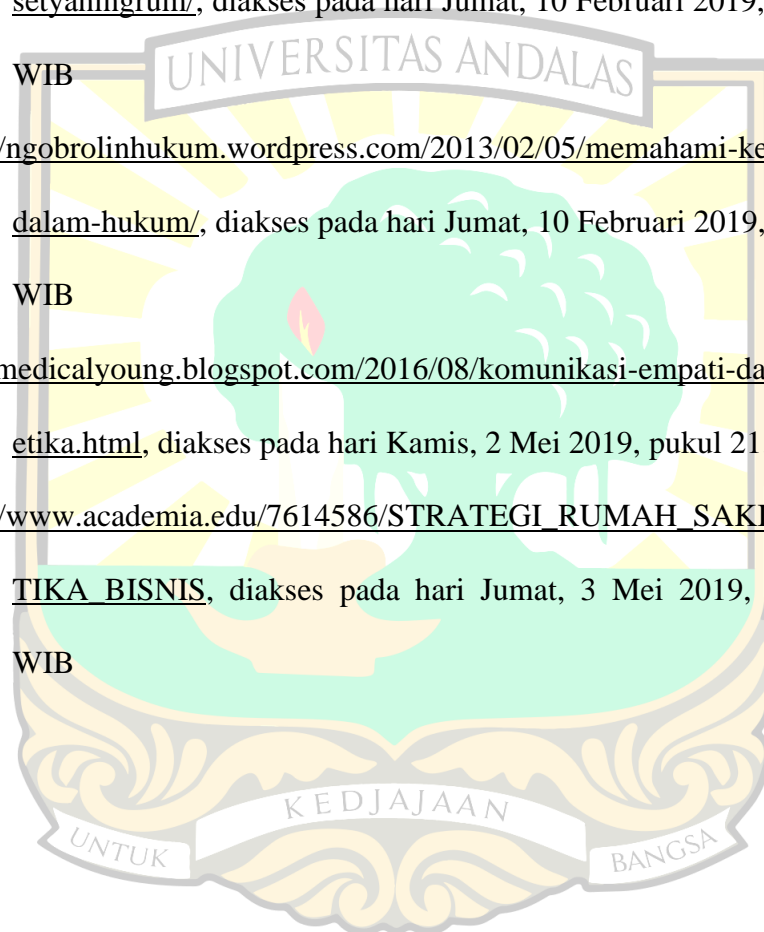 setyaningrum/, diakses pada hari Jumat, 10 Februari 2019,
UNIVERSITAS ANDALAS
WIB
/ngobrolinhukum.wordpress.com/2013/02/05/memahami-ke
dalam-hukum/, diakses pada hari Jumat, 10 Februari 2019,
WIB
medicalyoung.blogspot.com/2016/08/komunikasi-empati-da
etika.html, diakses pada hari Kamis, 2 Mei 2019, pukul 21
/www.academia.edu/7614586/STRATEGI_RUMAH_SAKI
TIKA_BISNIS, diakses pada hari Jumat, 3 Mei 2019,
WIB
KEDJAJAAN
UNTUK
BANGSA